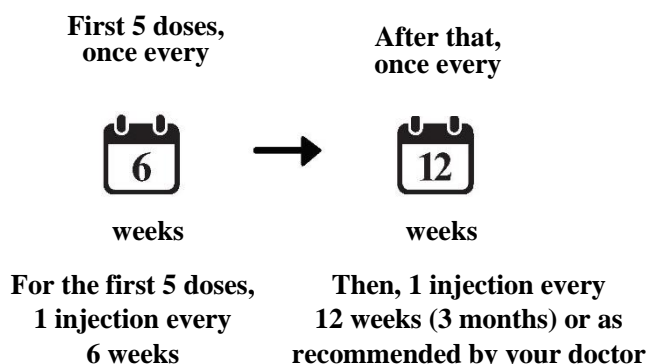 First 5 doses,
once every
6
weeks
For the first 5 doses,
1 injection every
6 weeks
After that,
once every
12
weeks
Then, 1 injection every
12 weeks (3 months) or as
recommended by your doctor